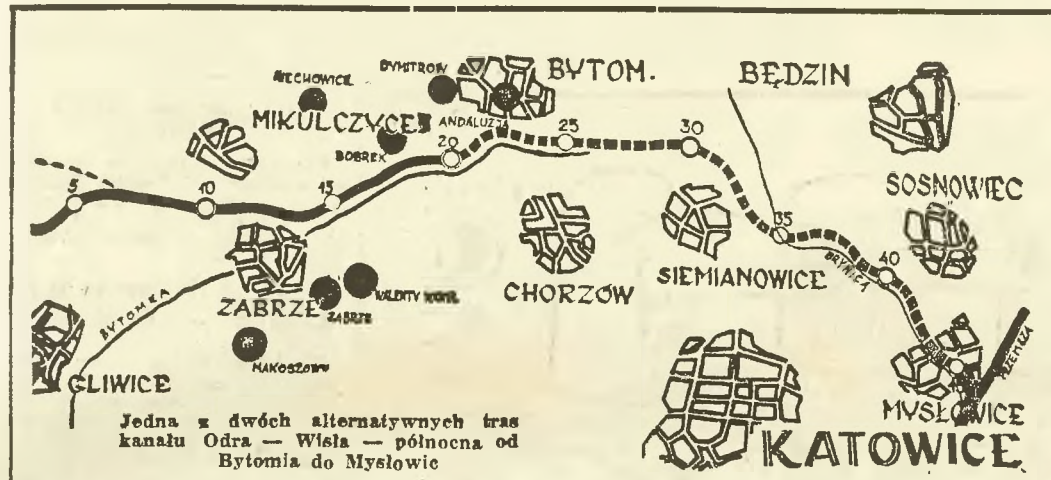 BYTOM.
BĘDZIN
DYMITROW
MIECHOWICE
MIKULCZYCE
ANDALUZJA
BOBREK
20
25
30
5
10
15
35
40
SOSNOWIEC
SIEMIANOWICE
BRYNICA
CHORZÓW
ZABRZE
ZABRZE
WALENTY
BYTOMKA
MAKOSZOWY
GLIWICE
MYSŁOWICE
KATOWICE
Jedna z dwóch alternatywnych tras
kanału Odra — Wisła — północna od
Bytomia do Mysłowic